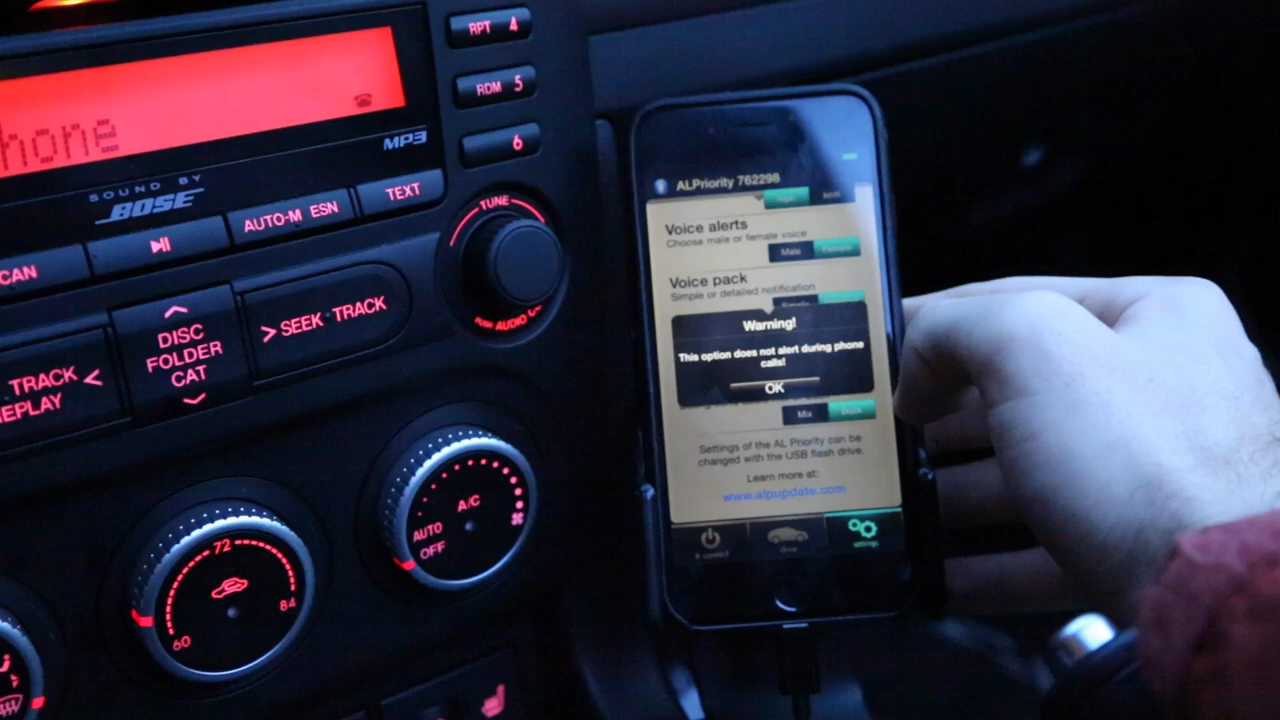 RPT 4
RDM 5
6
hone
MP3
SOUND BY
BOSE
CAN
AUTO-M ESN
TEXT
TUNE
PUSH AUDIO
DISC
FOLDER
CAT
SEEK TRACK
TRACK
EPLAY
72
60
84
A/C
AUTO
OFF
ALPriority 762298
Voice alerts
Choose male or female voice
Male Female
Voice pack
Simple or detailed notification
Simple
Warning!
This option does not alert during phone
calls!
OK
Mix Duck
Settings of the AL Priority can be
changed with the USB flash drive.
Learn more at:
www.alpupdate.com
drive
settings